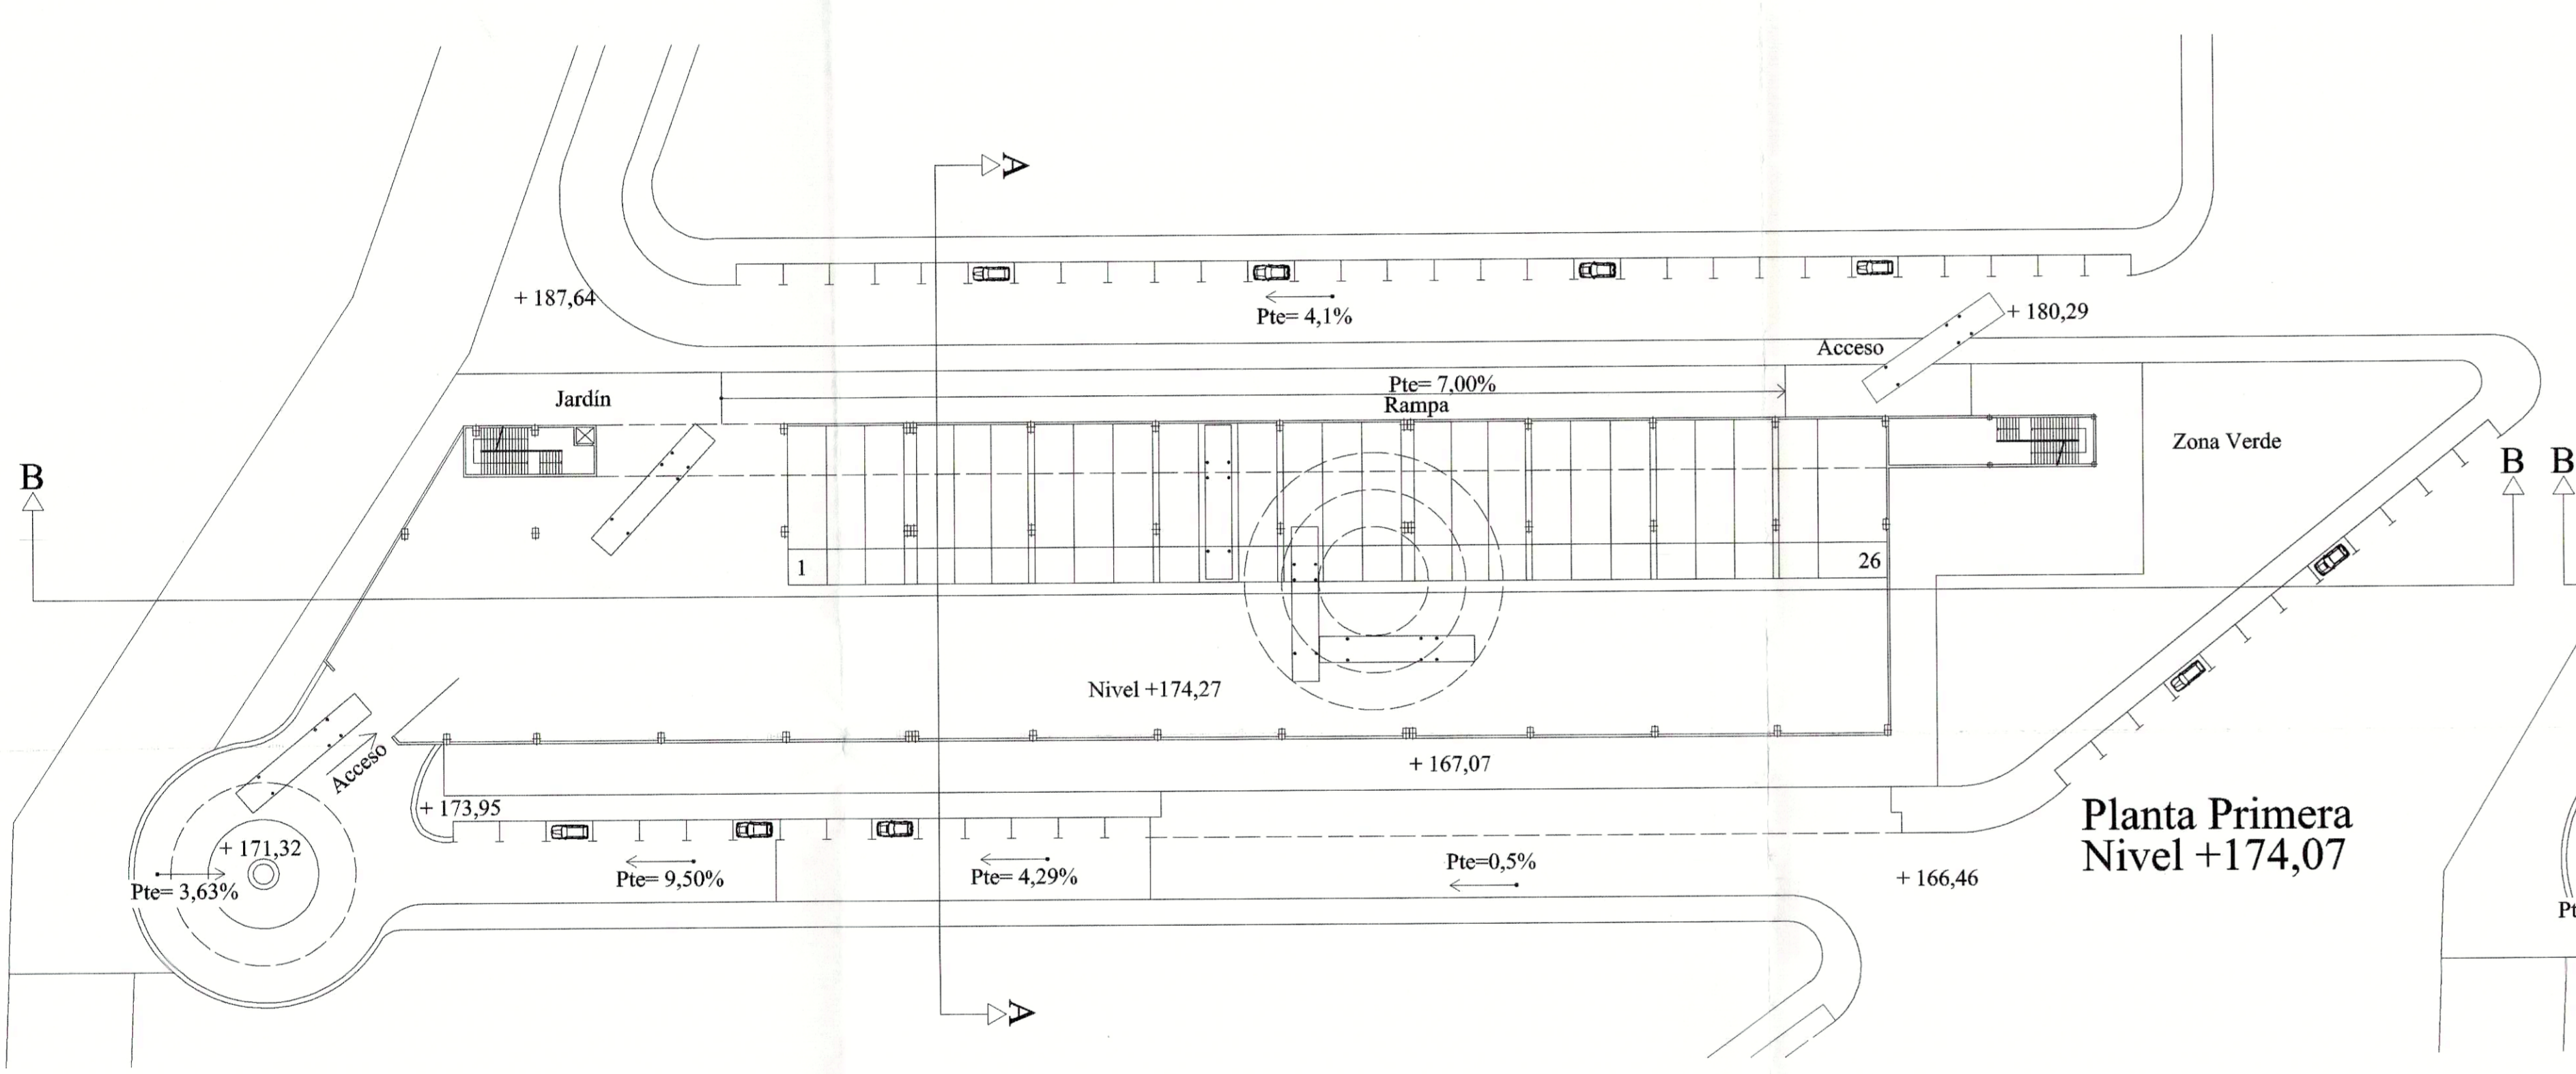 A
+ 187,64
Pte= 4,1%
+ 180,29
Acceso
Pte= 7,00%
Rampa
Jardín
Zona Verde
B
B
B
1
26
Nivel +174,27
+ 167,07
Acceso
+ 173,95
+ 171,32
Pte= 3,63%
Pte= 9,50%
Pte= 4,29%
Pte=0,5%
+ 166,46
Planta Primera
Nivel +174,07
A